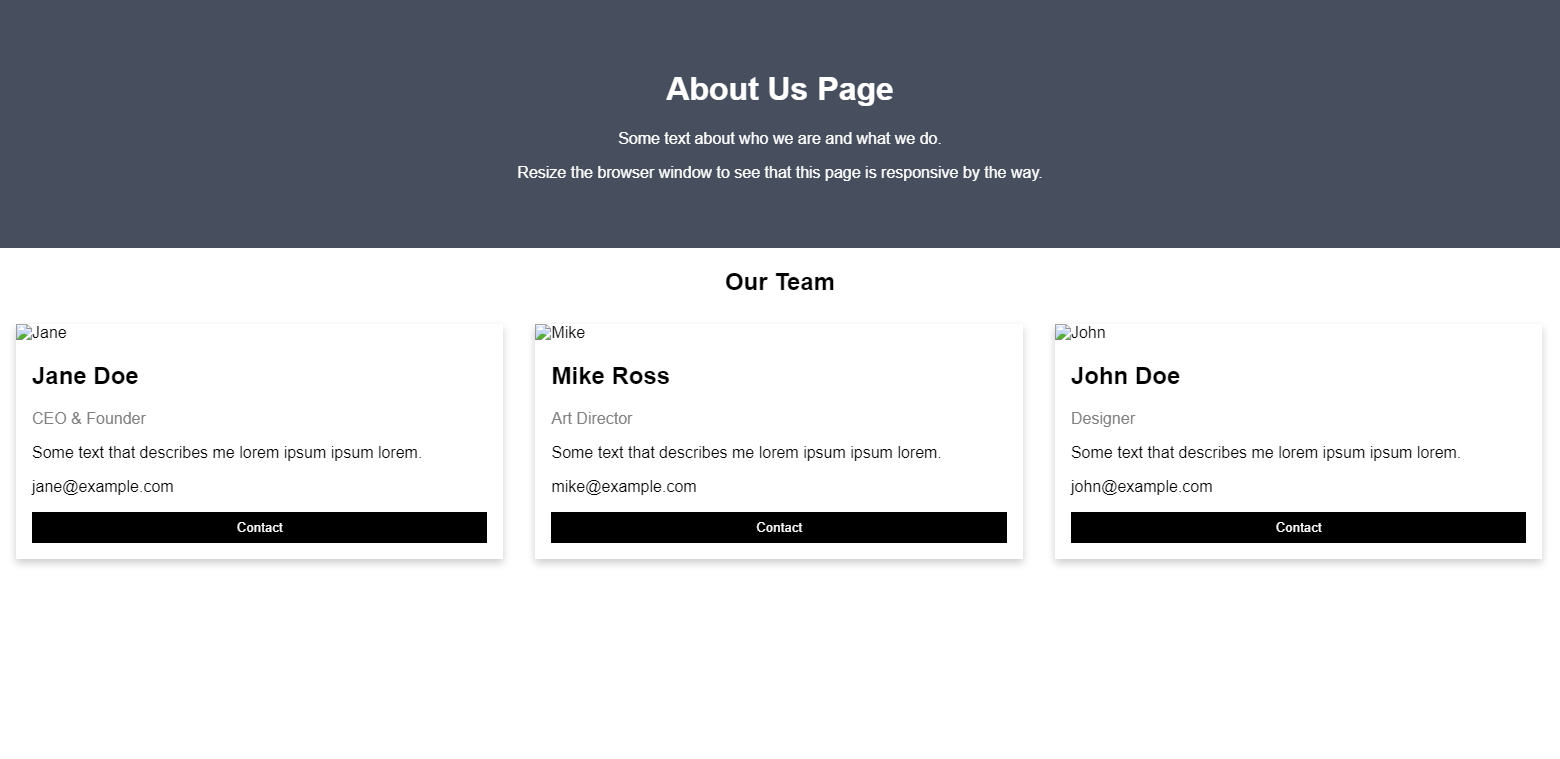 About Us Page
Some text about who we are and what we do.
Resize the browser window to see that this page is responsive by the way.
Our Team
Jane
Jane Doe
CEO & Founder
Some text that describes me lorem ipsum ipsum lorem.
jane@example.com
Contact
Mike
Mike Ross
Art Director
Some text that describes me lorem ipsum ipsum lorem.
mike@example.com
Contact
John
John Doe
Designer
Some text that describes me lorem ipsum ipsum lorem.
john@example.com
Contact